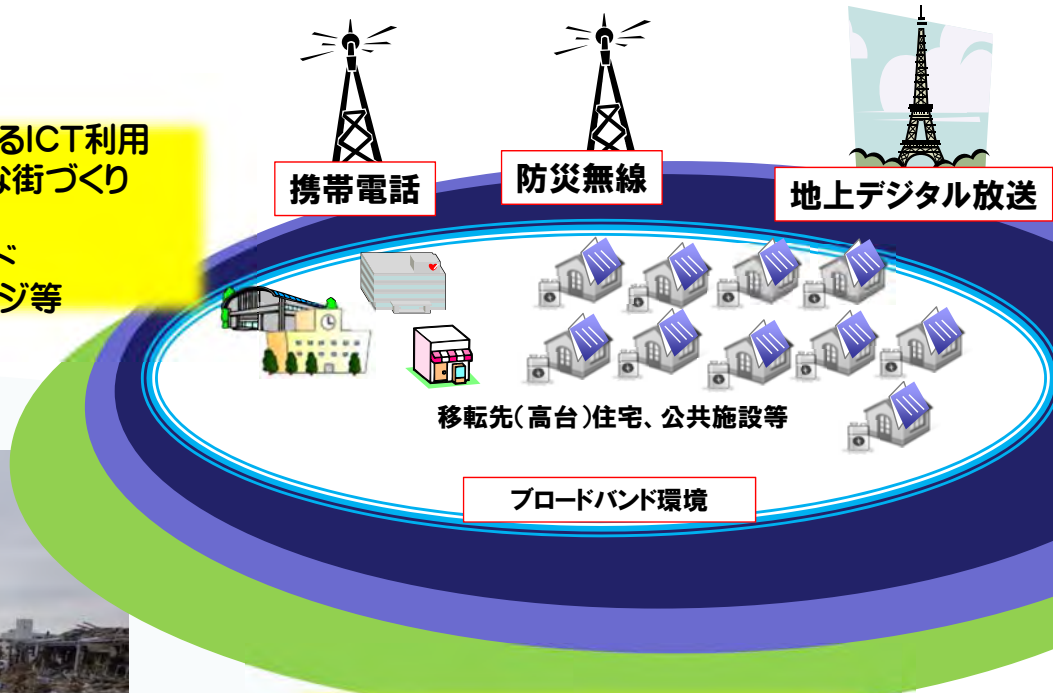 るICT利用
な街づくり
ド
ジ等
携帯電話
防災無線
地上デジタル放送
移転先(高台)住宅、公共施設等
ブロードバンド環境